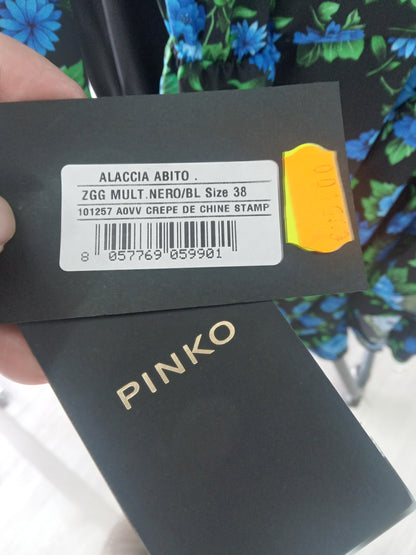 ALACCIA ABITO .
ZGG MULT.NERO/BL Size 38
101257 A0VV CREPE DE CHINE STAMP
8 057769 059901
PINKO